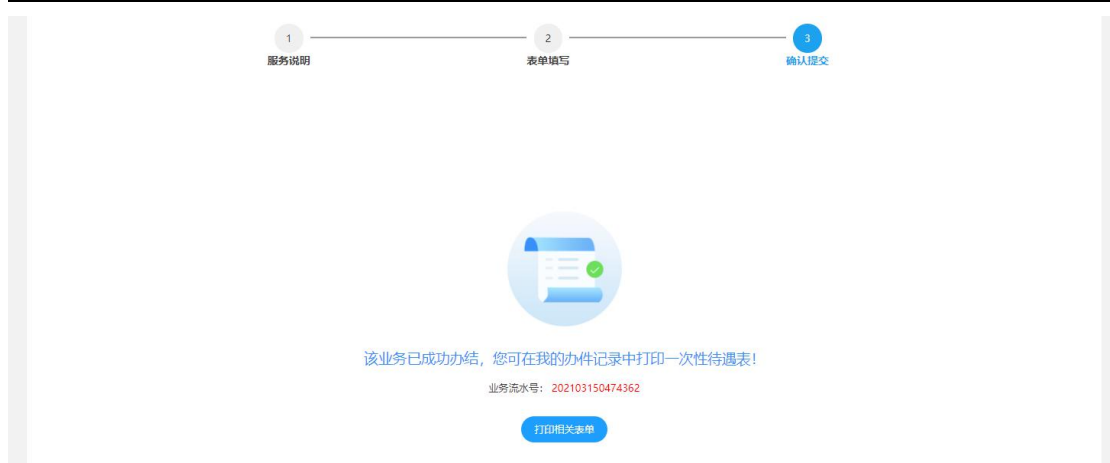 1
2
3
服务说明
表单填写
确认提交
该业务已成功办结，您可在我的办件记录中打印一次性待遇表！
业务流水号： 202103150474362
打印相关表单